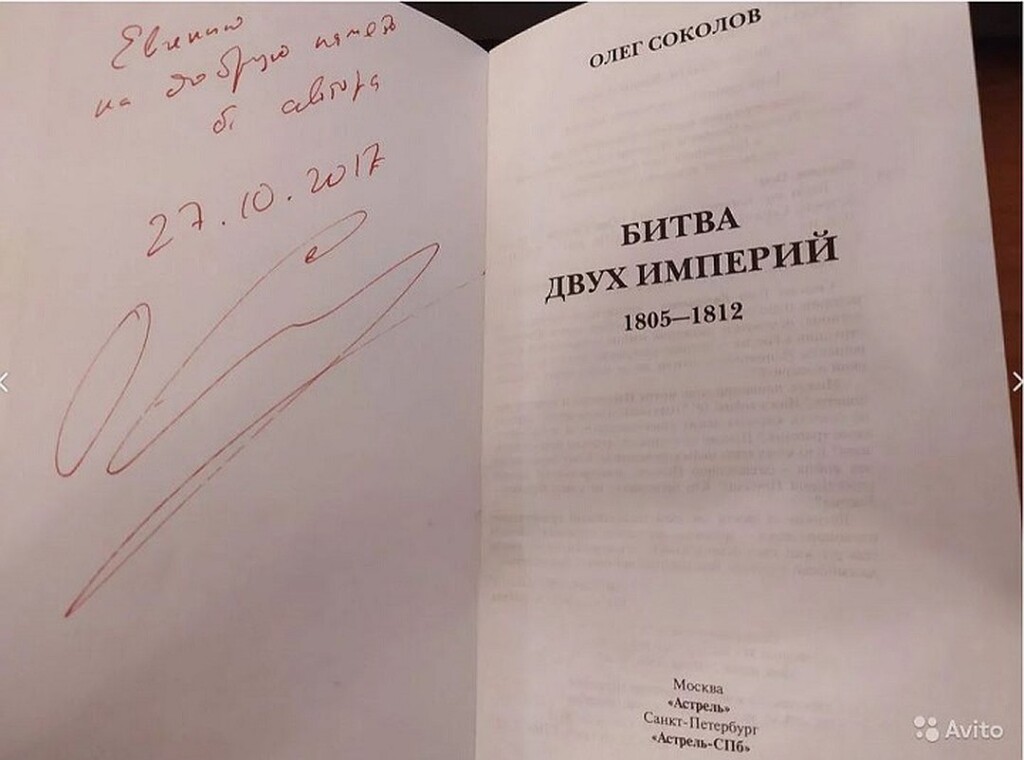 Евгению
на добрую память
от автора
27.10.2017
ОЛЕГ СОКОЛОВ
БИТВА
ДВУХ ИМПЕРИЙ
1805—1812
Москва
«Астрель»
Санкт-Петербург
«Астрель-СПб»
Avito